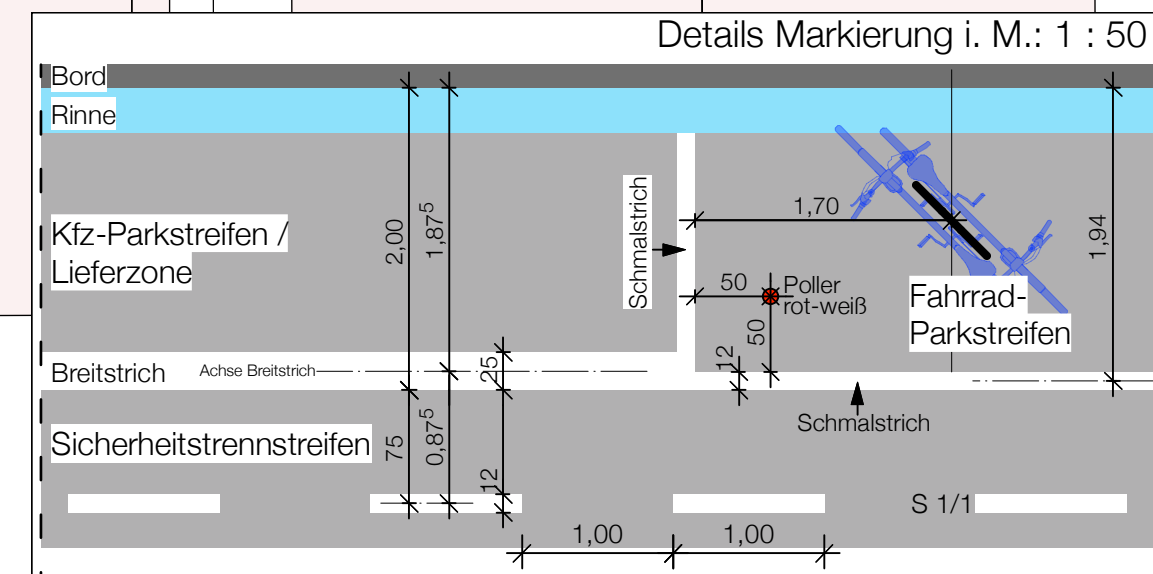 Details Markierung i. M.: 1 : 50
Bord
Rinne
Kfz-Parkstreifen /
Lieferzone
2,00
1,87⁵
Schmalstrich
1,70
50
Poller
rot-weiß
50
12
Fahrrad-
Parkstreifen
1,94
Breitstrich
Achse Breitstrich
25
Schmalstrich
Sicherheitstrennstreifen
75
0,87⁵
12
S 1/1
1,00
1,00